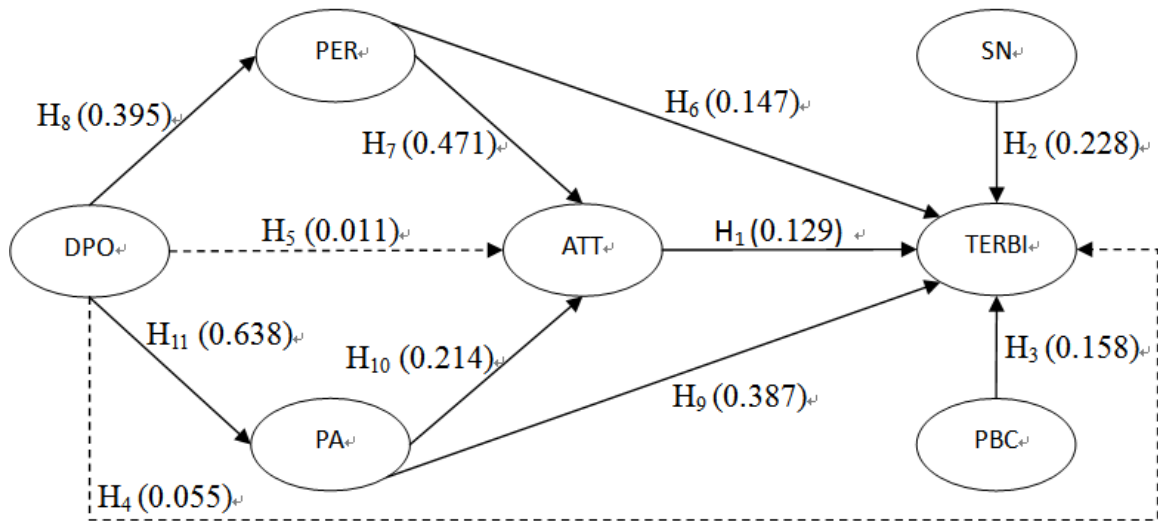 PER↵
SN↵
H₈ (0.395)↵
H₆ (0.147)↵
H₇ (0.471)↵
H₂ (0.228)↵
DPO↵
H₅ (0.011)↵
ATT↵
H₁ (0.129) ↵
TERBI↵
H₁₁ (0.638)↵
H₁₀ (0.214)↵
H₃ (0.158)↵
H₉ (0.387)↵
PA↵
PBC↵
H₄ (0.055)↵